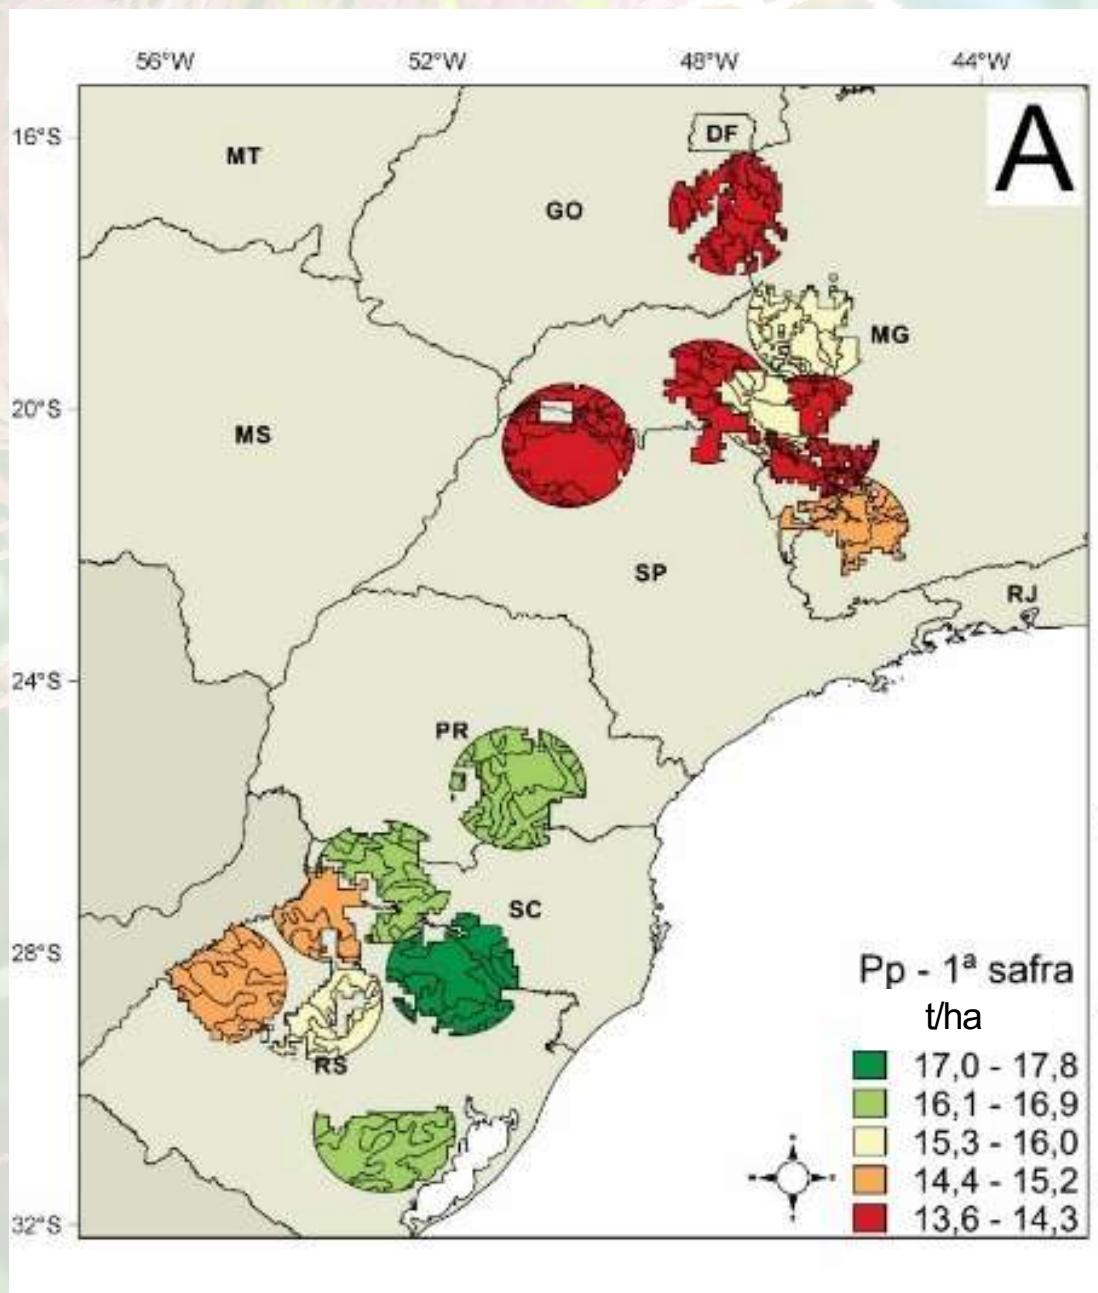 56°W 52°W 48°W 44°W
A
16°S
DF
MT
GO
MG
20°S
MS
SP
RJ
24°S
PR
SC
28°S
Pp - 1ª safra
t/ha
RS
17,0 - 17,8
16,1 - 16,9
15,3 - 16,0
14,4 - 15,2
13,6 - 14,3
32°S